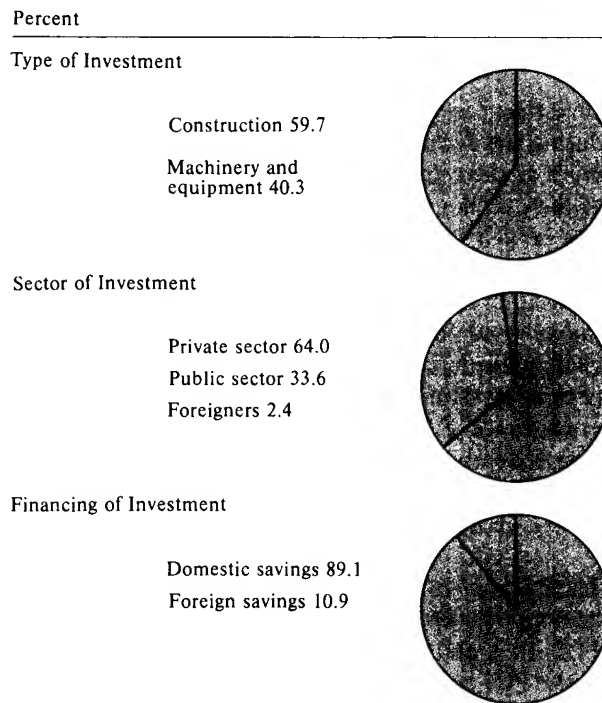 Percent
Type of Investment
Construction 59.7
Machinery and
equipment 40.3
Sector of Investment
Private sector 64.0
Public sector 33.6
Foreigners 2.4
Financing of Investment
Domestic savings 89.1
Foreign savings 10.9